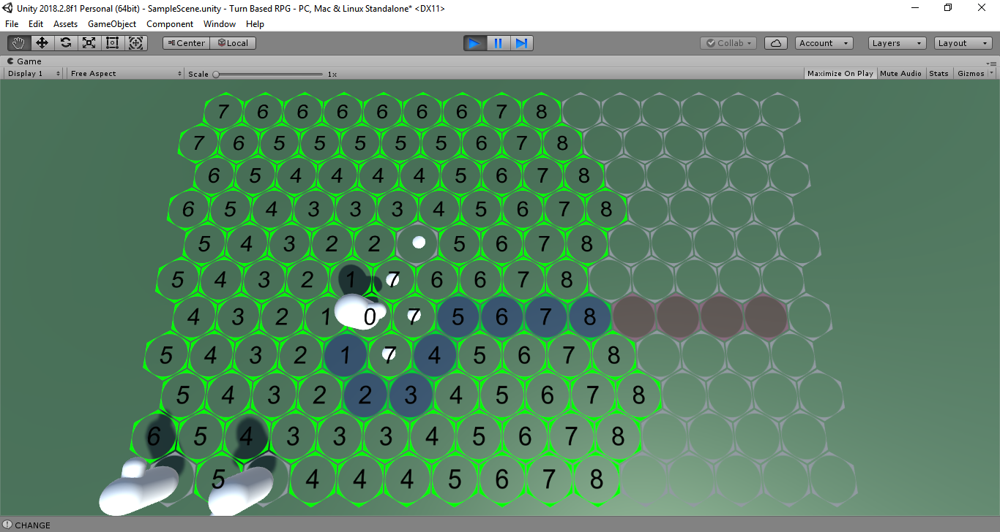 Unity 2018.2.8f1 Personal (64bit) - SampleScene.unity - Turn Based RPG - PC, Mac & Linux Standalone* <DX11>
File Edit Assets GameObject Component Window Help
Center Local Collab Account Layers Layout
Game
Display 1 Free Aspect Scale 1x Maximize On Play Mute Audio Stats Gizmos
7 6 6 6 6 6 6 7 8
7 6 5 5 5 5 5 6 7 8
6 5 4 4 4 4 5 6 7 8
6 5 4 3 3 3 4 5 6 7 8
5 4 3 2 2 5 6 7 8
5 4 3 2 1 7 6 6 7 8
4 3 2 1 0 7 5 6 7 8
5 4 3 2 1 7 4 5 6 7 8
5 4 3 2 2 3 4 5 6 7 8
6 5 4 3 3 3 4 5 6 7 8
5 4 4 4 5 6 7 8
CHANGE